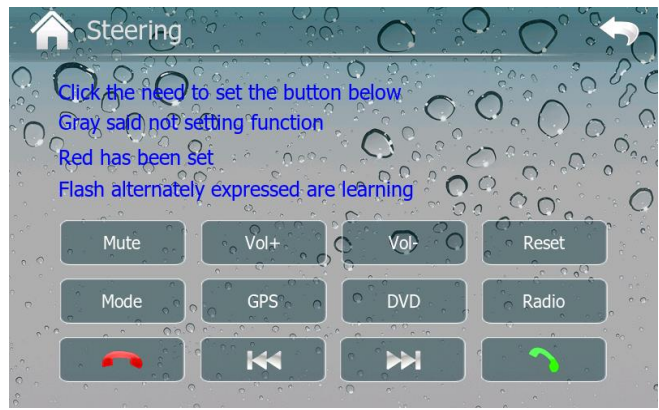 Steering
Click the need to set the button below
Gray said not setting function
Red has been set
Flash alternately expressed are learning
Mute Vol+ Vol- Reset
Mode GPS DVD Radio